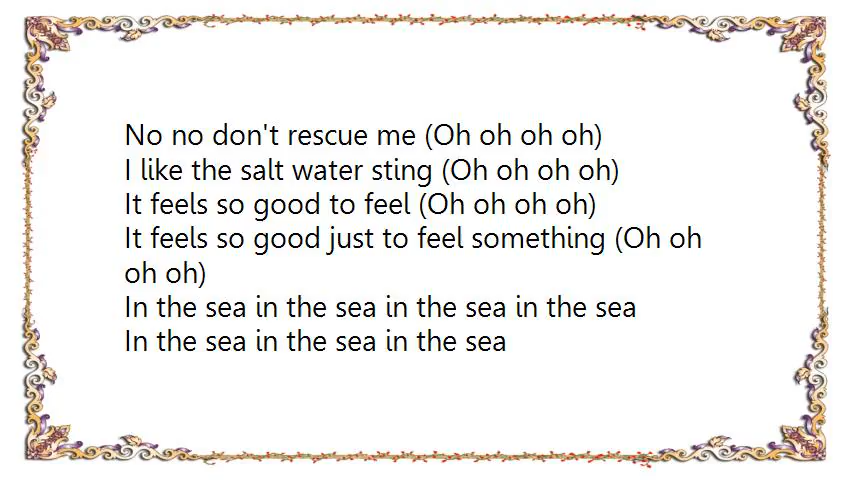 No no don't rescue me (Oh oh oh oh)
I like the salt water sting (Oh oh oh oh)
It feels so good to feel (Oh oh oh oh)
It feels so good just to feel something (Oh oh
oh oh)
In the sea in the sea in the sea in the sea
In the sea in the sea in the sea